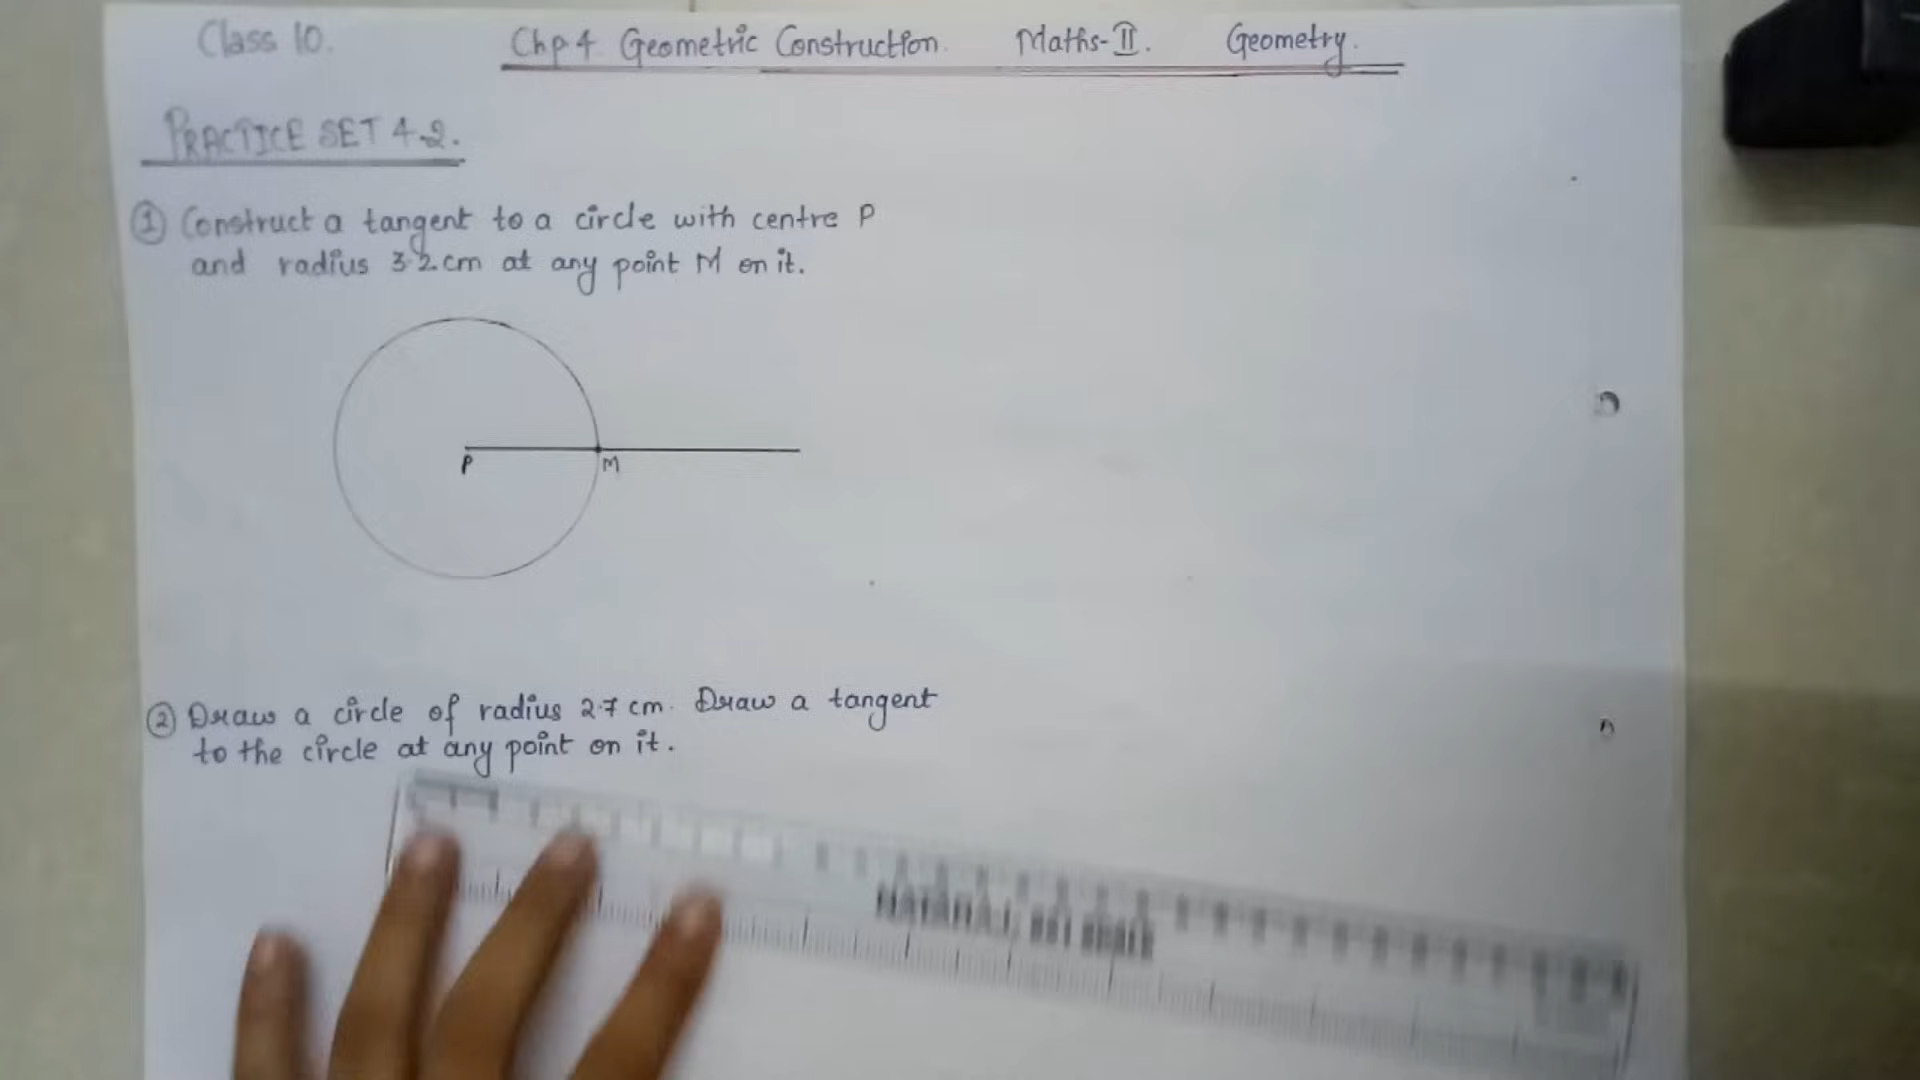 Class 10. Chp 4 Geometric Construction. Maths-II. Geometry.
PRACTICE SET 4.2.
① Construct a tangent to a circle with centre P
and radius 3.2 cm at any point M on it.
P M
② Draw a circle of radius 2.7 cm. Draw a tangent
to the circle at any point on it.